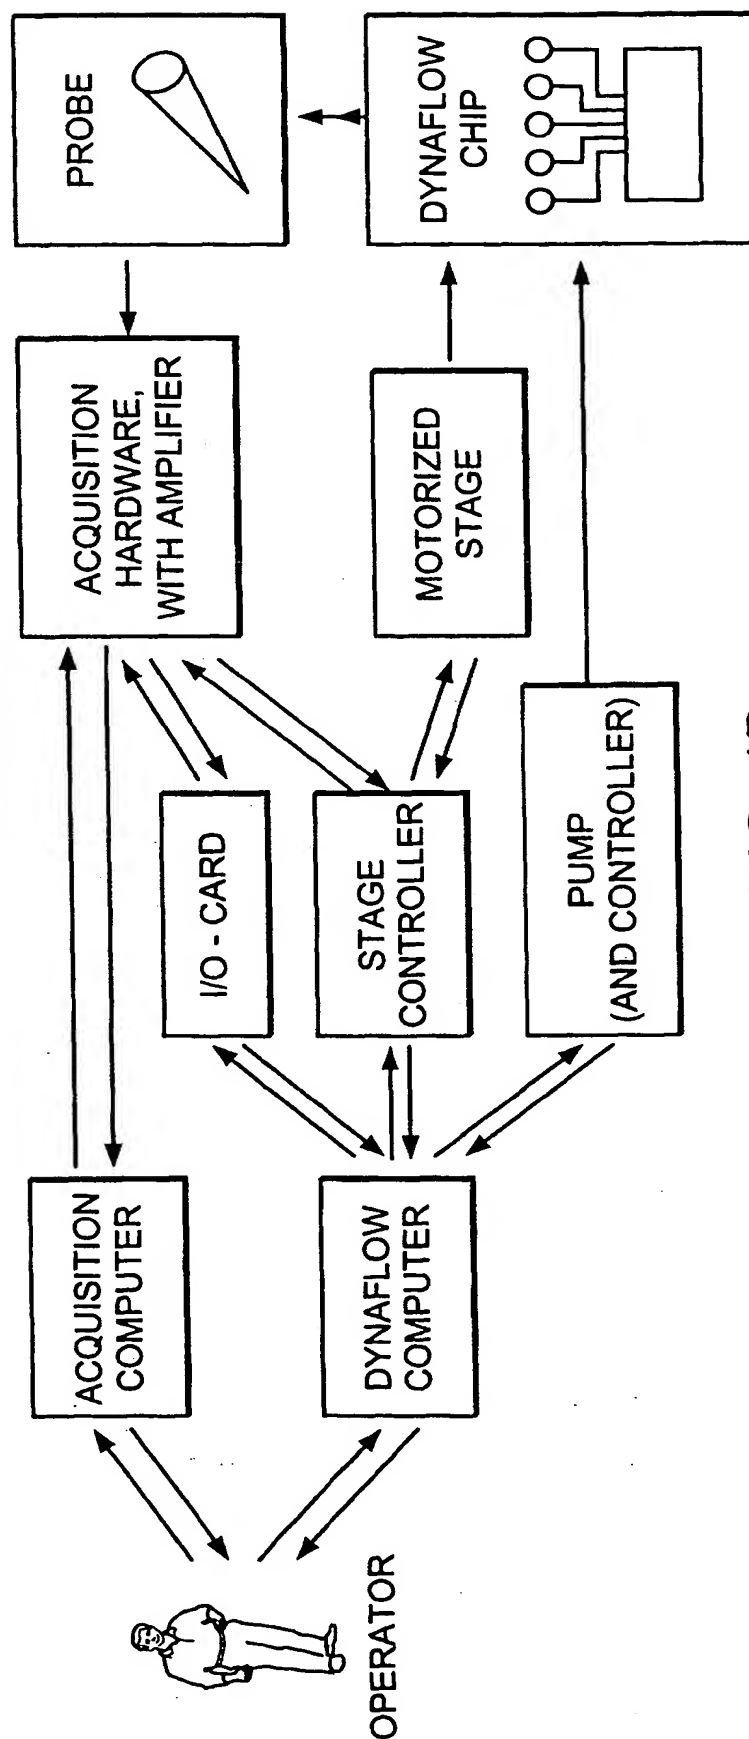 OPERATOR
ACQUISITION
COMPUTER
DYNAFLOW
COMPUTER
I/O - CARD
STAGE
CONTROLLER
PUMP
(AND CONTROLLER)
ACQUISITION
HARDWARE,
WITH AMPLIFIER
MOTORIZED
STAGE
PROBE
DYNAFLOW
CHIP